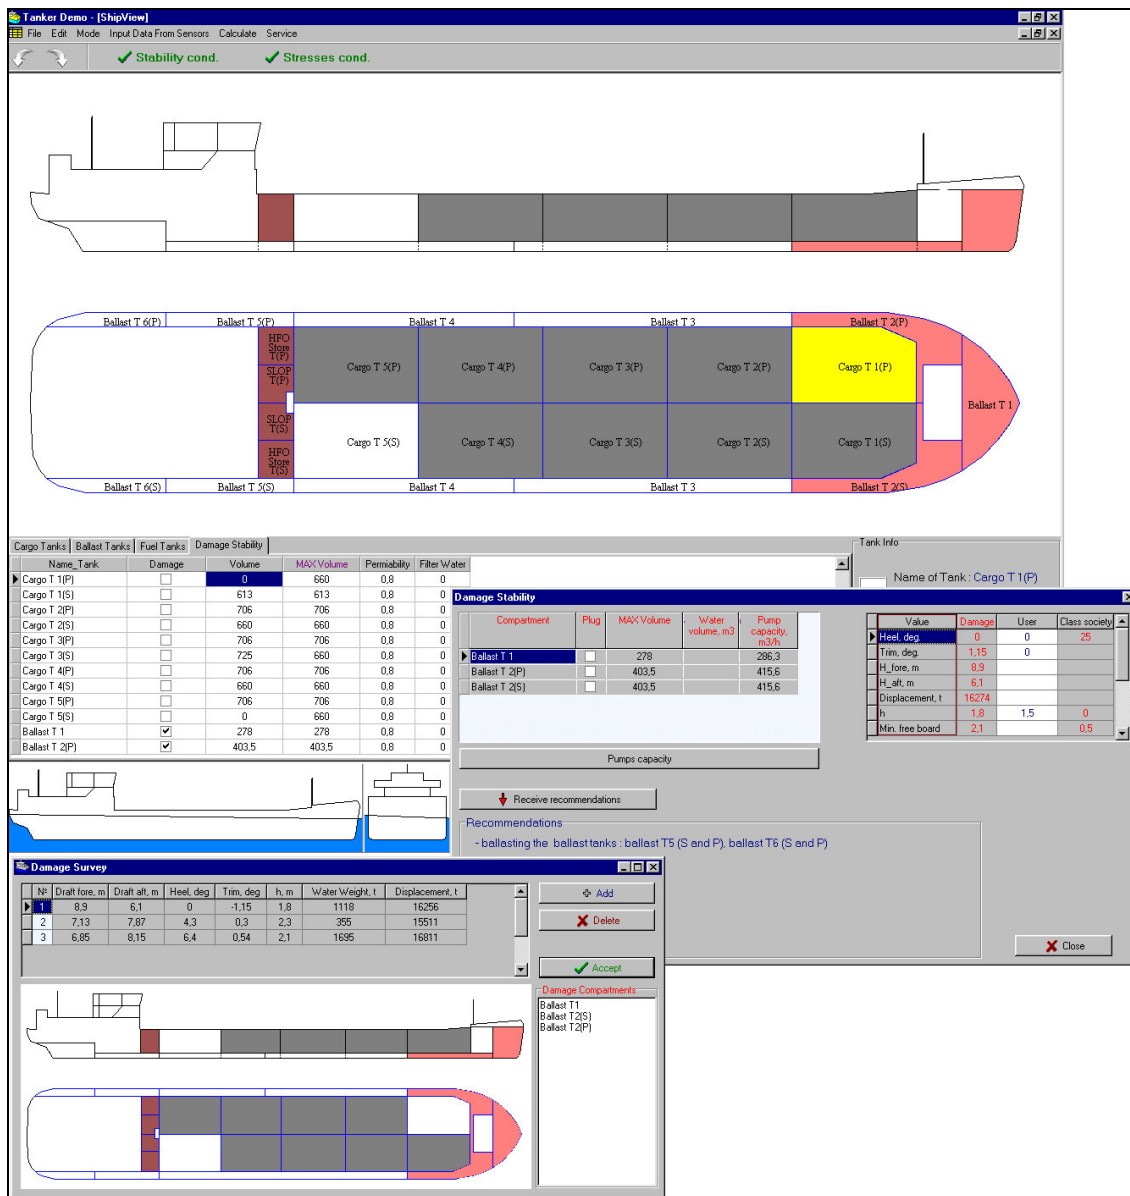 Tanker Demo - [ShipView]
File Edit Mode Input Data From Sensors Calculate Service
Stability cond. Stresses cond.
Ballast T 6(P) Ballast T 5(P) Ballast T 4 Ballast T 3 Ballast T 2(P)
HFO Store T(P)
SLOP T(P)
Cargo T 5(P) Cargo T 4(P) Cargo T 3(P) Cargo T 2(P) Cargo T 1(P)
Ballast T 1
SLOP T(S)
HFO Store T(S)
Cargo T 5(S) Cargo T 4(S) Cargo T 3(S) Cargo T 2(S) Cargo T 1(S)
Ballast T 6(S) Ballast T 5(S) Ballast T 4 Ballast T 3 Ballast T 2(S)
Cargo Tanks Ballast Tanks Fuel Tanks Damage Stability
Name_Tank Damage Volume MAX Volume Permiability Filter Water
Cargo T 1(P) 0 660 0,8 0
Cargo T 1(S) 613 613 0,8 0
Cargo T 2(P) 706 706 0,8 0
Cargo T 2(S) 660 660 0,8 0
Cargo T 3(P) 706 706 0,8 0
Cargo T 3(S) 725 660 0,8 0
Cargo T 4(P) 706 706 0,8 0
Cargo T 4(S) 660 660 0,8 0
Cargo T 5(P) 706 706 0,8 0
Cargo T 5(S) 0 660 0,8 0
Ballast T 1 278 278 0,8 0
Ballast T 2(P) 403,5 403,5 0,8 0
Tank Info
Name of Tank : Cargo T 1(P)
Damage Stability
Compartment Plug MAX Volume Water volume, m3 Pump capacity, m3/h
Ballast T 1 278 286,3
Ballast T 2(P) 403,5 415,6
Ballast T 2(S) 403,5 415,6
Pumps capacity
Value Damage User Class society
Heel, deg. 0 0 25
Trim, deg. 1,15 0
H_fore, m 8,9
H_aft, m 6,1
Displacement, t 16274
h 1,8 1,5 0
Min. free board 2,1 0,5
Receive recommendations
Recommendations
- ballasting the ballast tanks : ballast T5 (S and P), ballast T6 (S and P)
Close
Damage Survey
Nº Draft fore, m Draft aft, m Heel, deg Trim, deg h, m Water Weight, t Displacement, t
1 8,9 6,1 0 -1,15 1,8 1118 16256
2 7,13 7,87 4,3 0,3 2,3 355 15511
3 6,85 8,15 6,4 0,54 2,1 1695 16811
Add
Delete
Accept
Damage Compartments
Ballast T1
Ballast T2(S)
Ballast T2(P)